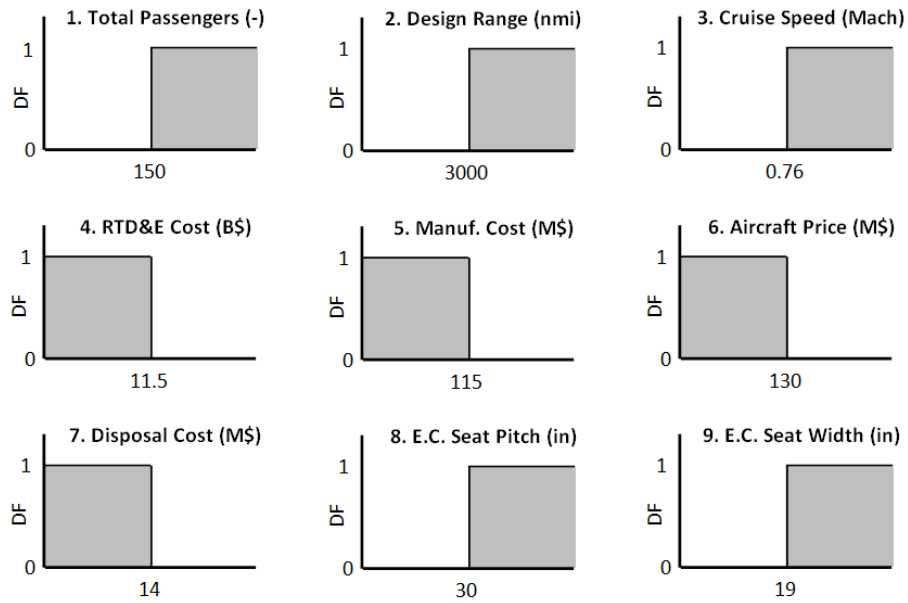 1. Total Passengers (-)
1
DF
0
150
2. Design Range (nmi)
1
DF
0
3000
3. Cruise Speed (Mach)
1
DF
0
0.76
4. RTD&E Cost (B$)
1
DF
0
11.5
5. Manuf. Cost (M$)
1
DF
0
115
6. Aircraft Price (M$)
1
DF
0
130
7. Disposal Cost (M$)
1
DF
0
14
8. E.C. Seat Pitch (in)
1
DF
0
30
9. E.C. Seat Width (in)
1
DF
0
19